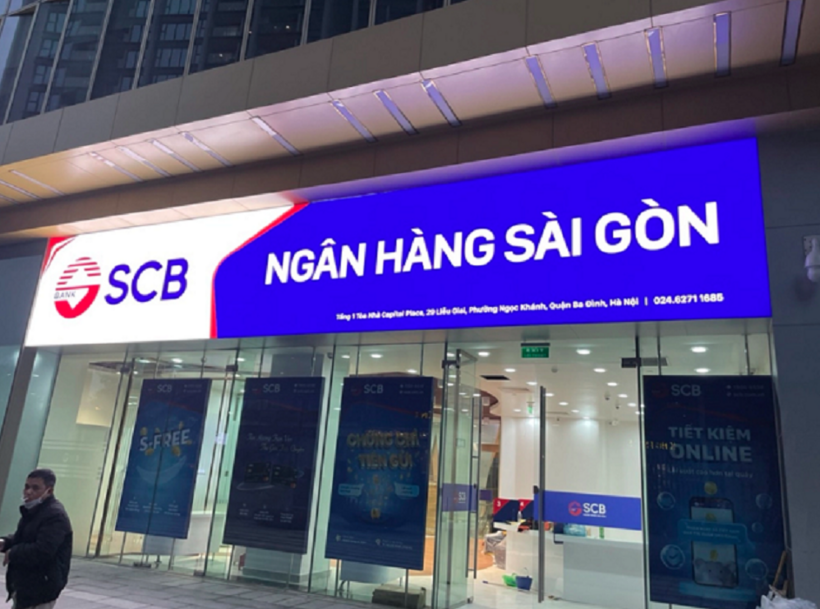 BANK
SCB
NGÂN HÀNG SÀI GÒN
Tầng 1 Tòa Nhà Capital Place, 29 Liễu Giai, Phường Ngọc Khánh, Quận Ba Đình, Hà Nội | 024.6271 1685
SCB
S-FREE
SCB
SCB
CHỨNG CHỈ
TIỀN GỬI
SCB
SCB
TIẾT KIỆM
ONLINE